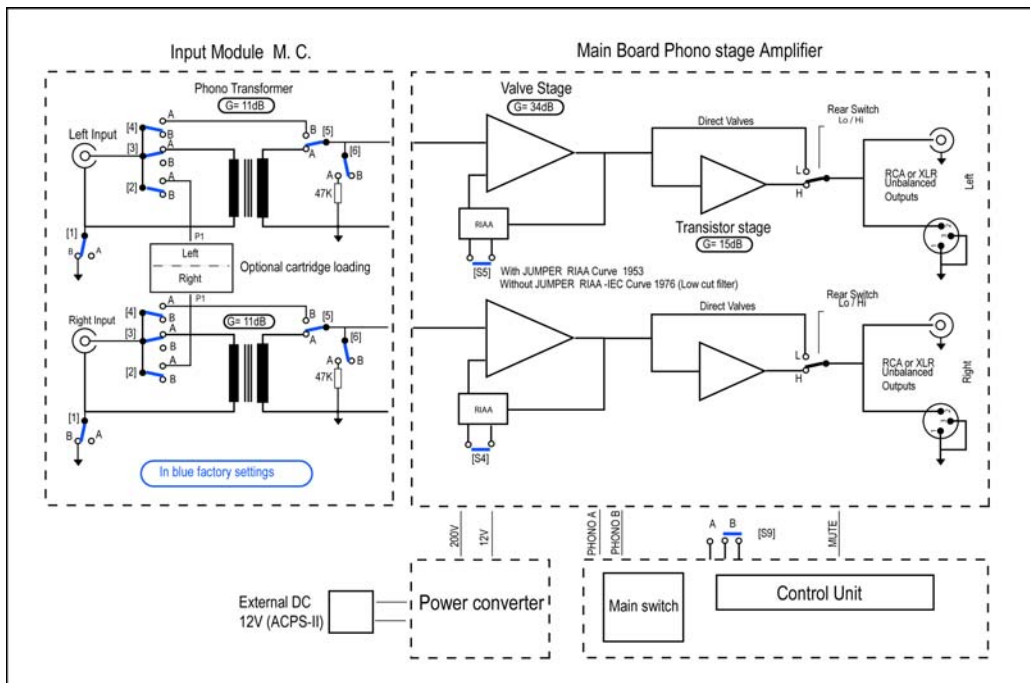 Input Module M. C.
Main Board Phono stage Amplifier
Phono Transformer
G= 11dB
Left Input
[4]
A
B
[3]
A
B
[2]
A
B
B
A
[5]
[6]
A
B
47K
[1]
B
A
P1
Left
Right
P1
Optional cartridge loading
Valve Stage
G= 34dB
RIAA
[S5]
Direct Valves
Rear Switch
Lo / Hi
L
H
Transistor stage
G= 15dB
RCA or XLR
Unbalanced
Outputs
Left
With JUMPER RIAA Curve 1953
Without JUMPER RIAA -IEC Curve 1976 (Low cut filter)
Right Input
[4]
A
B
[3]
A
B
[2]
A
B
G= 11dB
B
A
[5]
[6]
A
B
47K
[1]
B
A
In blue factory settings
RIAA
[S4]
Direct Valves
Rear Switch
Lo / Hi
L
H
RCA or XLR
Unbalanced
Outputs
Right
200V
12V
PHONO A
PHONO B
A
B
[S9]
MUTE
External DC
12V (ACPS-II)
Power converter
Main switch
Control Unit